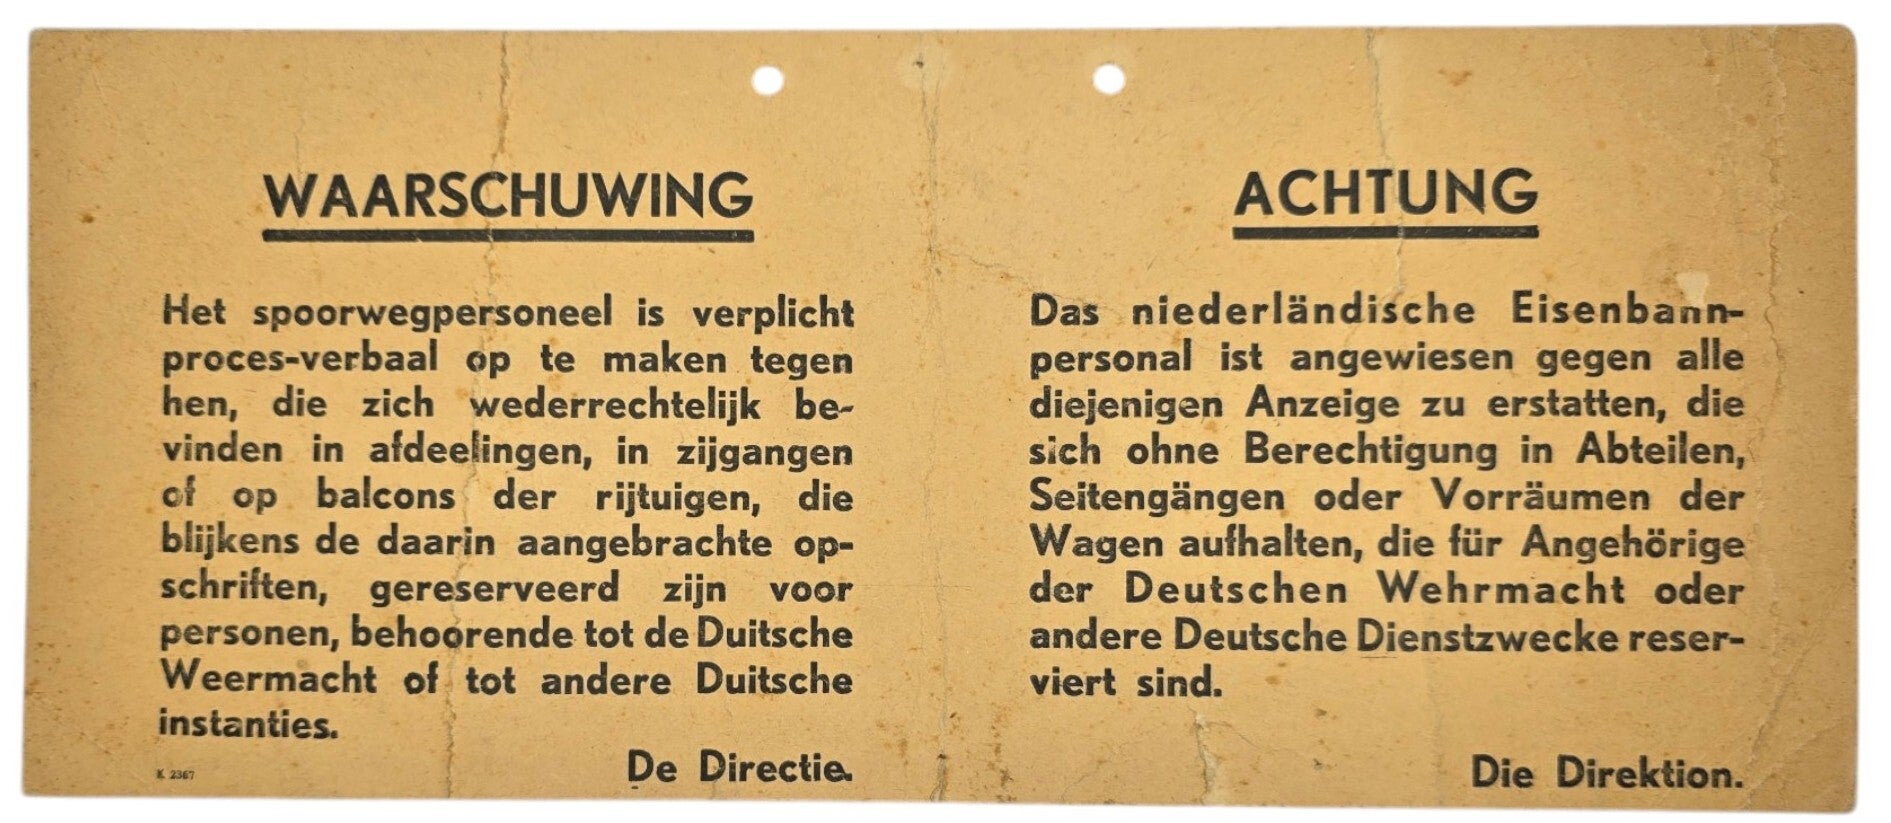 WAARSCHUWING
Het spoorwegpersoneel is verplicht
proces-verbaal op te maken tegen
hen, die zich wederrechtelijk be-
vinden in afdeelingen, in zijgangen
of op balcons der rijtuigen, die
blijkens de daarin aangebrachte op-
schriften, gereserveerd zijn voor
personen, behoorende tot de Duitsche
Weermacht of tot andere Duitsche
instanties.
De Directie.
K 2367
ACHTUNG
Das niederländische Eisenbahn-
personal ist angewiesen gegen alle
diejenigen Anzeige zu erstatten, die
sich ohne Berechtigung in Abteilen,
Seitengängen oder Vorräumen der
Wagen aufhalten, die für Angehörige
der Deutschen Wehrmacht oder
andere Deutsche Dienstzwecke reser-
viert sind.
Die Direktion.